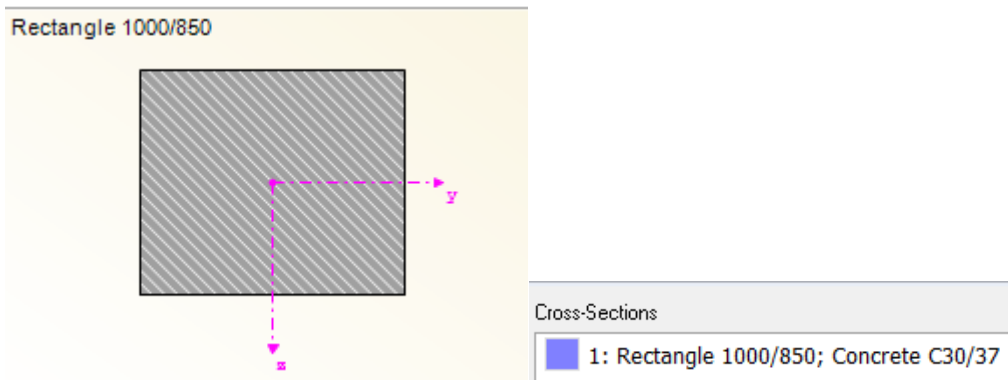 Rectangle 1000/850
y
z
Cross-Sections
1: Rectangle 1000/850; Concrete C30/37